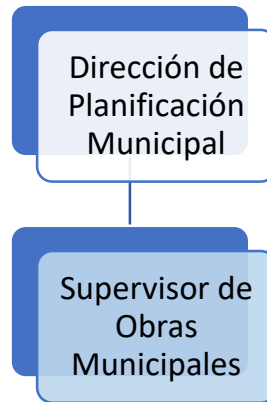 Dirección de
Planificación
Municipal
Supervisor de
Obras
Municipales